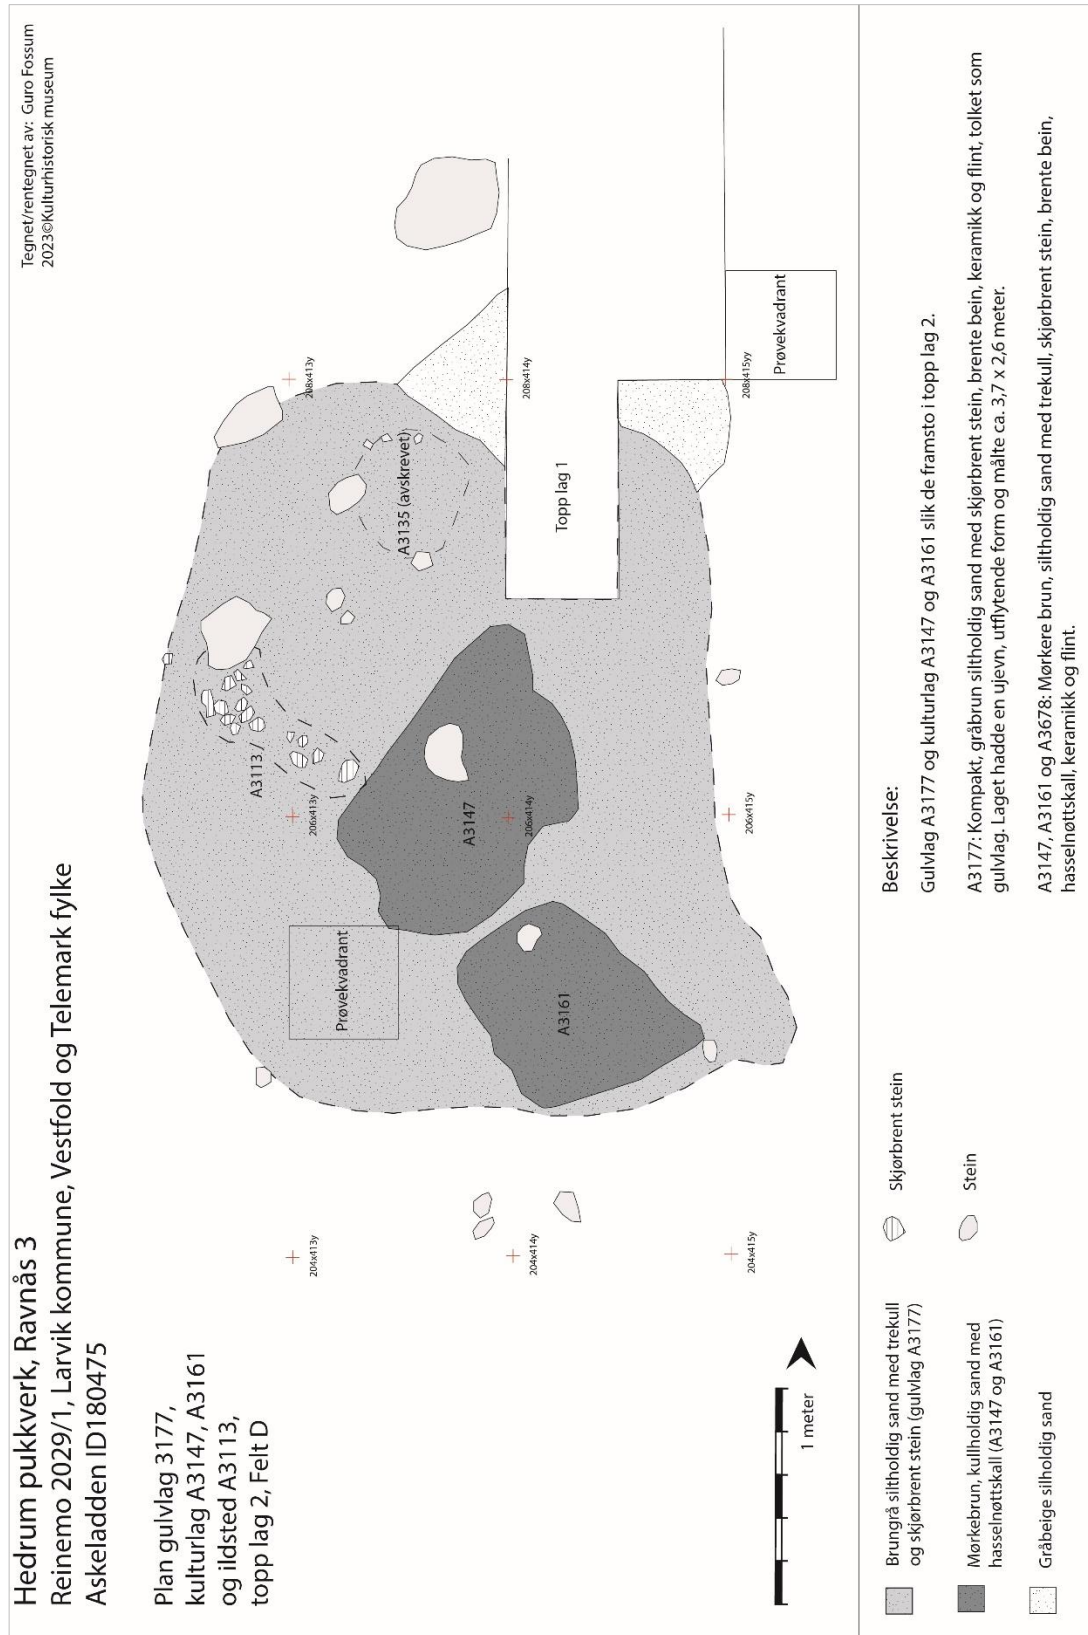 Hedrum pukkverk, Ravnås 3
Reinemo 2029/1, Larvik kommune, Vestfold og Telemark fylke
Askeladden ID180475
Tegnet/rentegnet av: Guro Fossum
2023©Kulturhistorisk museum
Plan gulvlag 3177,
kulturlag A3147, A3161
og ildsted A3113,
topp lag 2, Felt D
204x413y
206x413y
208x413y
A3113
A3135 (avskrevet)
Prøvekvadrant
A3147
A3161
204x414y
206x414y
208x414y
Topp lag 1
204x415y
206x415y
208x415yy
Prøvekvadrant
1 meter
Brungrå siltholdig sand med trekull
og skjørbrent stein (gulvlag A3177)
Mørkebrun, kullholdig sand med
hasselnøttskall (A3147 og A3161)
Gråbeige silholdig sand
Skjørbrent stein
Stein
Beskrivelse:
Gulvlag A3177 og kulturlag A3147 og A3161 slik de framsto i topp lag 2.
A3177: Kompakt, gråbrun siltholdig sand med skjørbrent stein, brente bein, keramikk og flint, tolket som
gulvlag. Laget hadde en ujevn, utflytende form og målte ca. 3,7 x 2,6 meter.
A3147, A3161 og A3678: Mørkere brun, siltholdig sand med trekull, skjørbrent stein, brente bein,
hasselnøttskall, keramikk og flint.